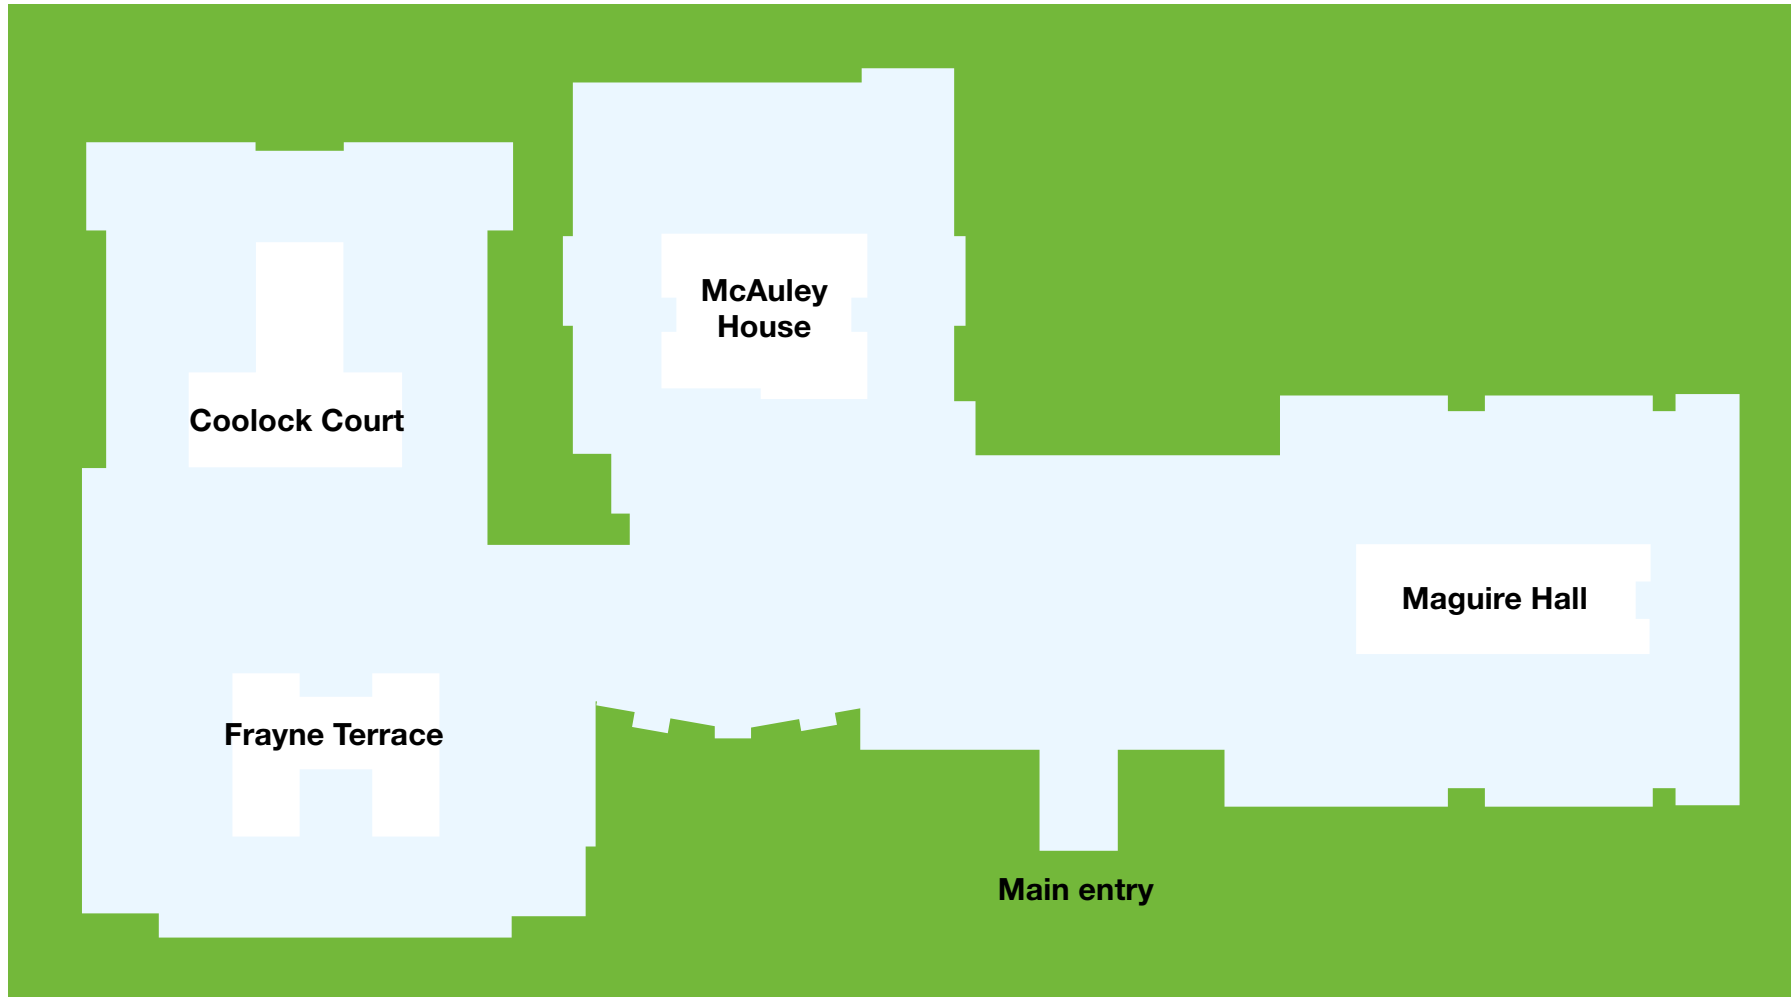 McAuley
House
Coolock Court
Maguire Hall
Frayne Terrace
Main entry